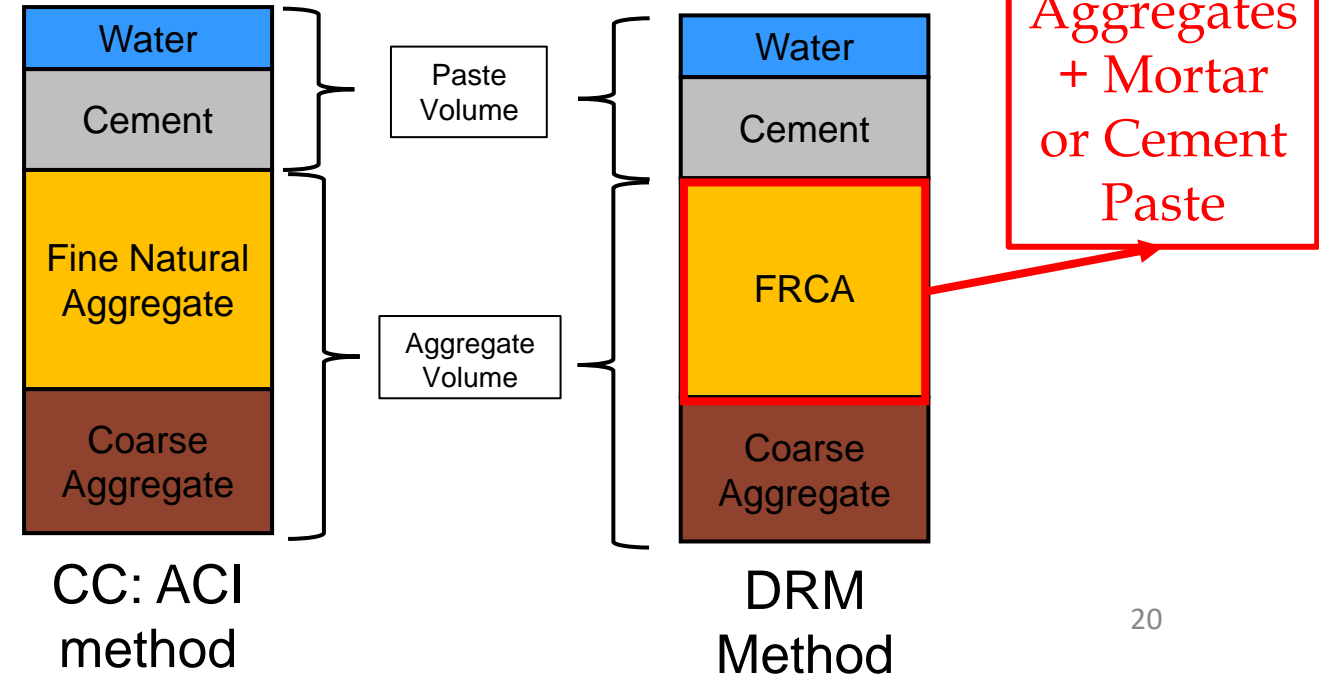 Water
Cement
Fine Natural
Aggregate
Coarse
Aggregate
CC: ACI
method
Paste
Volume
Aggregate
Volume
Water
Cement
FRCA
Coarse
Aggregate
DRM
Method
Aggregates
+ Mortar
or Cement
Paste
20